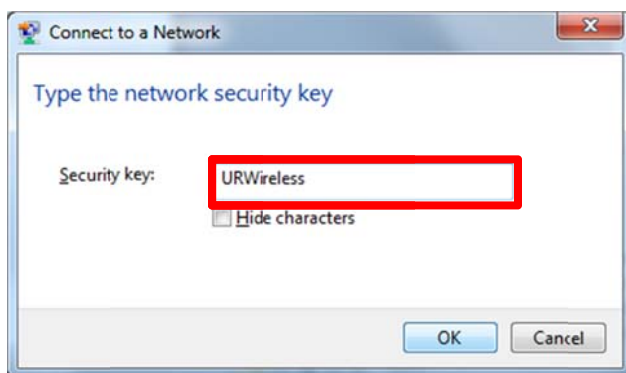 Connect to a Network
Type the network security key
Security key: URWireless
Hide characters
OK Cancel